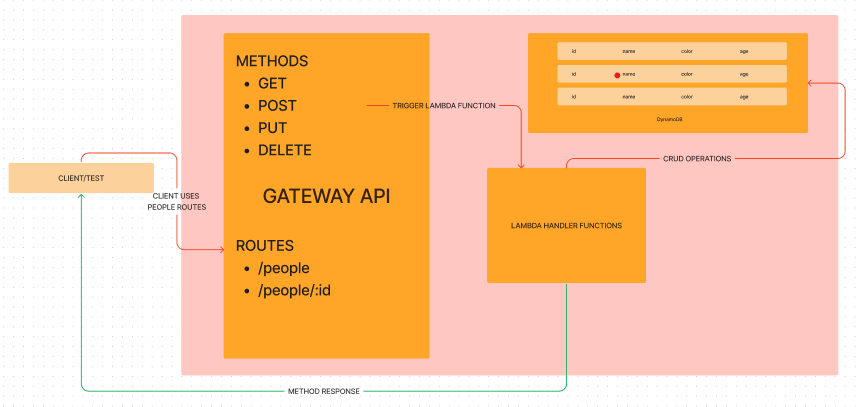 METHODS
• GET
• POST
• PUT
• DELETE
GATEWAY API
ROUTES
• /people
• /people/:id
CLIENT/TEST
CLIENT USES
PEOPLE ROUTES
TRIGGER LAMBDA FUNCTION
id name color age
id name color age
id name color age
DynamoDB
CRUD OPERATIONS
LAMBDA HANDLER FUNCTIONS
METHOD RESPONSE